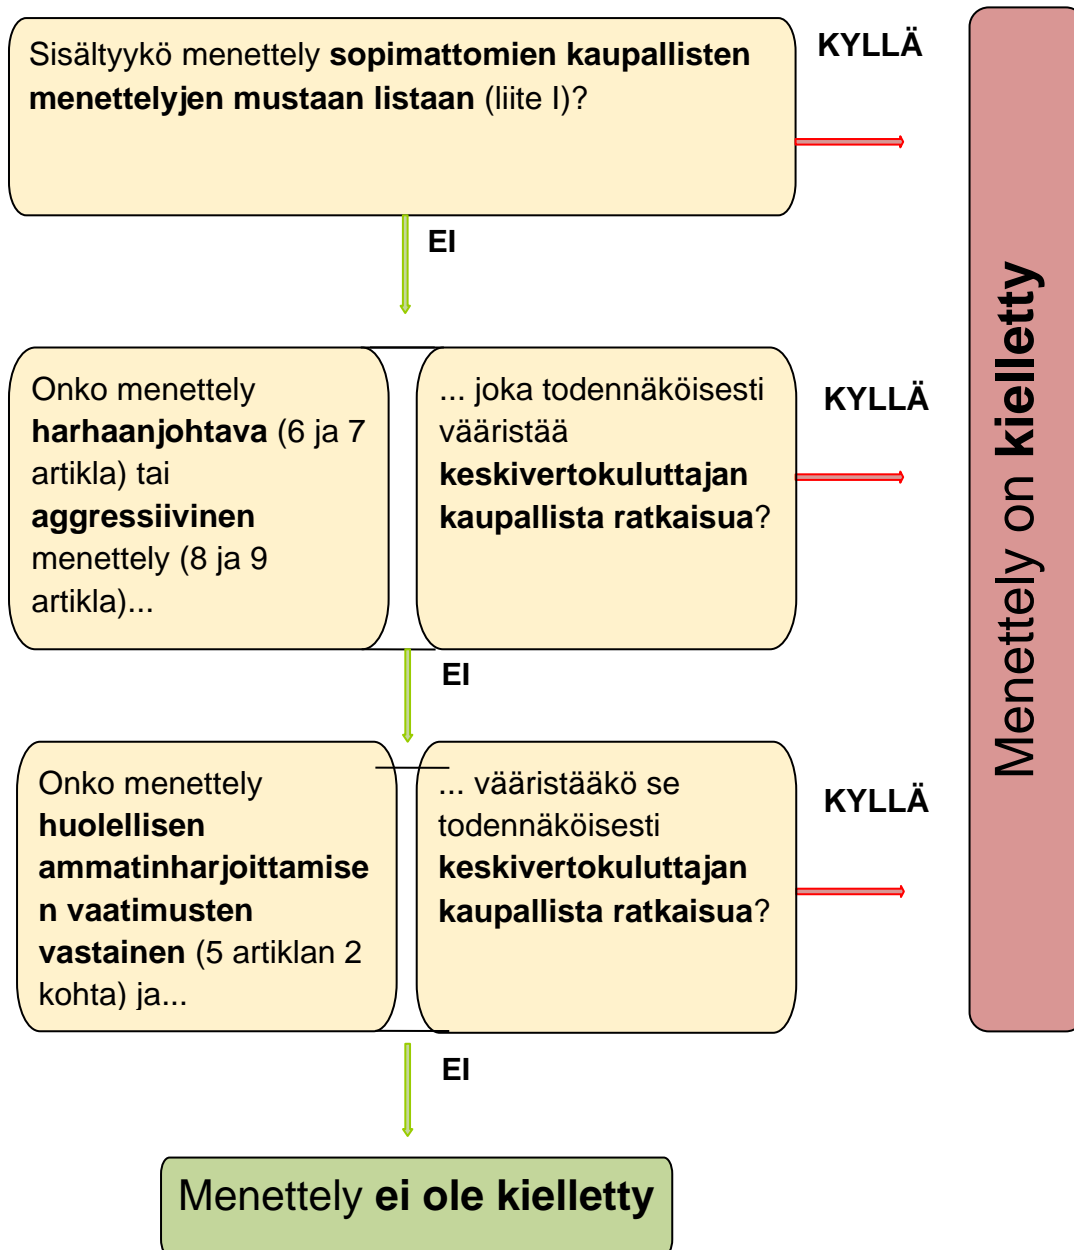 Sisältyykö menettely sopimattomien kaupallisten
menettelyjen mustaan listaan (liite I)?
KYLLÄ
EI
Onko menettely
harhaanjohtava (6 ja 7
artikla) tai
aggressiivinen
menettely (8 ja 9
artikla)...
... joka todennäköisesti
vääristää
keskivertokuluttajan
kaupallista ratkaisua?
KYLLÄ
EI
Onko menettely
huolellisen
ammatinharjoittamise
n vaatimusten
vastainen (5 artiklan 2
kohta) ja...
... vääristääkö se
todennäköisesti
keskivertokuluttajan
kaupallista ratkaisua?
KYLLÄ
EI
Menettely on kielletty
Menettely ei ole kielletty